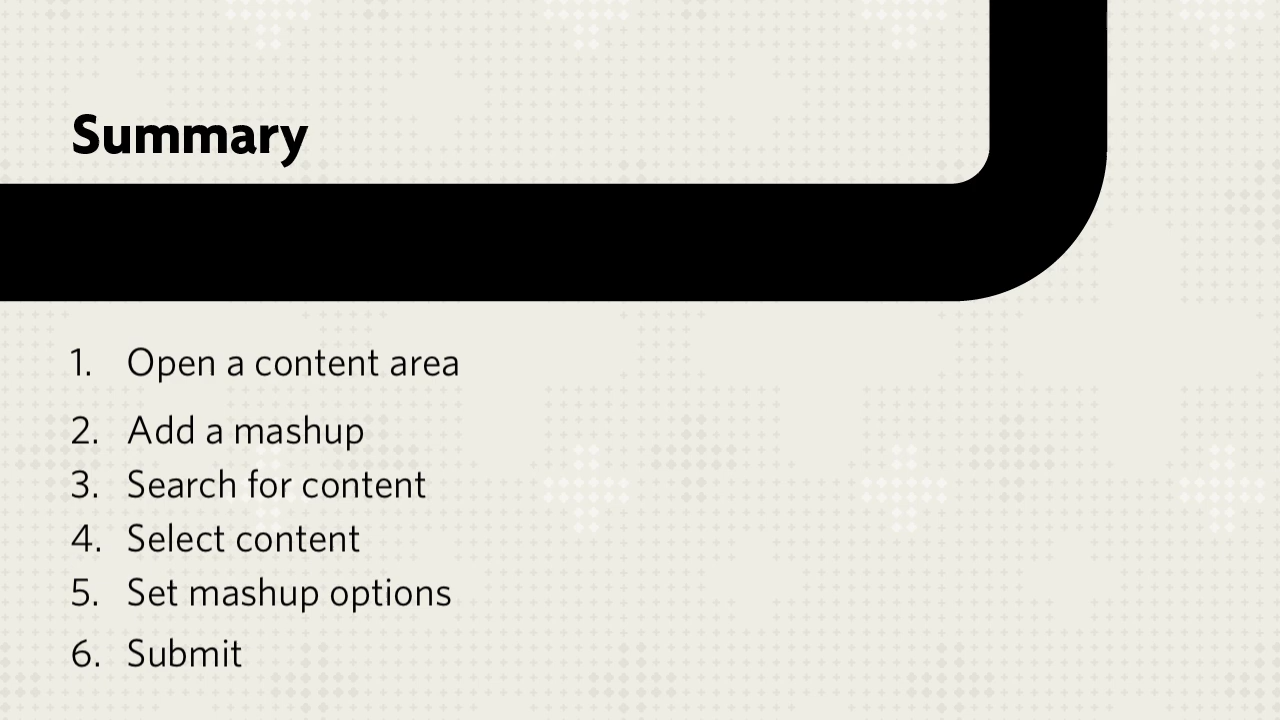 Summary
1. Open a content area
2. Add a mashup
3. Search for content
4. Select content
5. Set mashup options
6. Submit